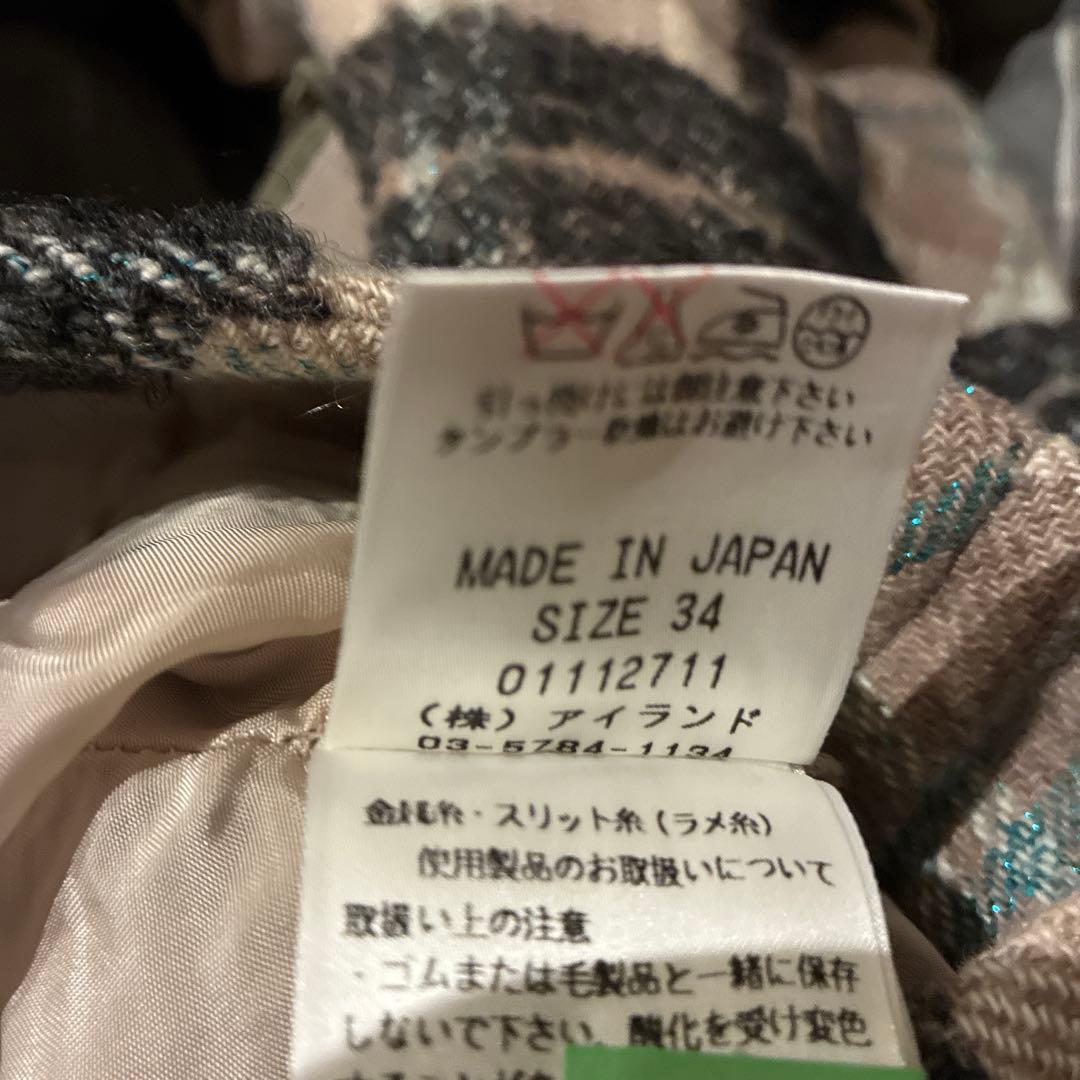 引っ掛けには御注意下さい
タンブラー乾燥はお避け下さい
MADE IN JAPAN
SIZE 34
01112711
(株) アイランド
03-5784-1134
金属糸・スリット糸(ラメ糸)
使用製品のお取扱いについて
取扱い上の注意
・ゴムまたは毛製品と一緒に保存
しないで下さい、酸化を受け変色